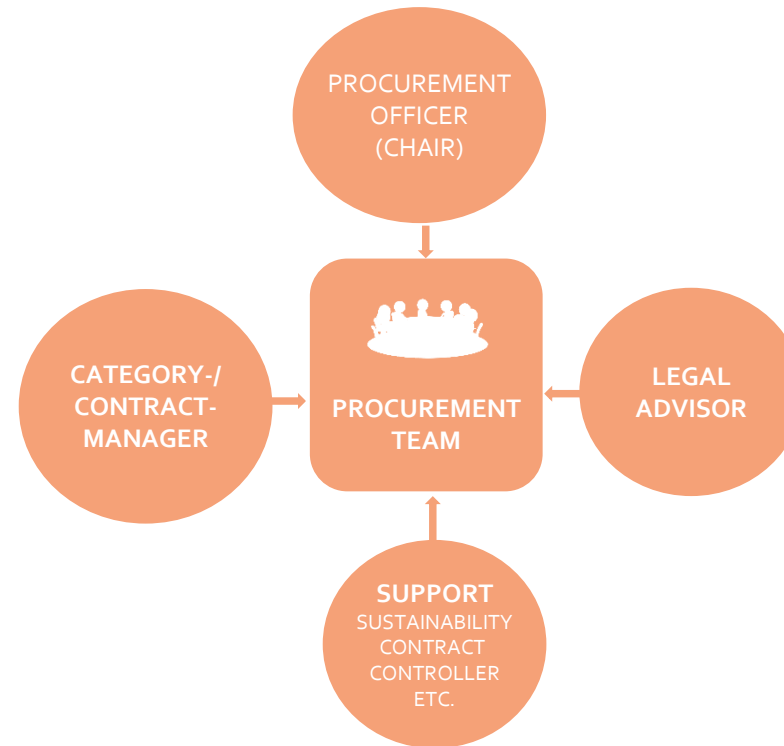 PROCUREMENT
OFFICER
(CHAIR)
CATEGORY-/
CONTRACT-
MANAGER
PROCUREMENT
TEAM
LEGAL
ADVISOR
SUPPORT
SUSTAINABILITY
CONTRACT
CONTROLLER
ETC.